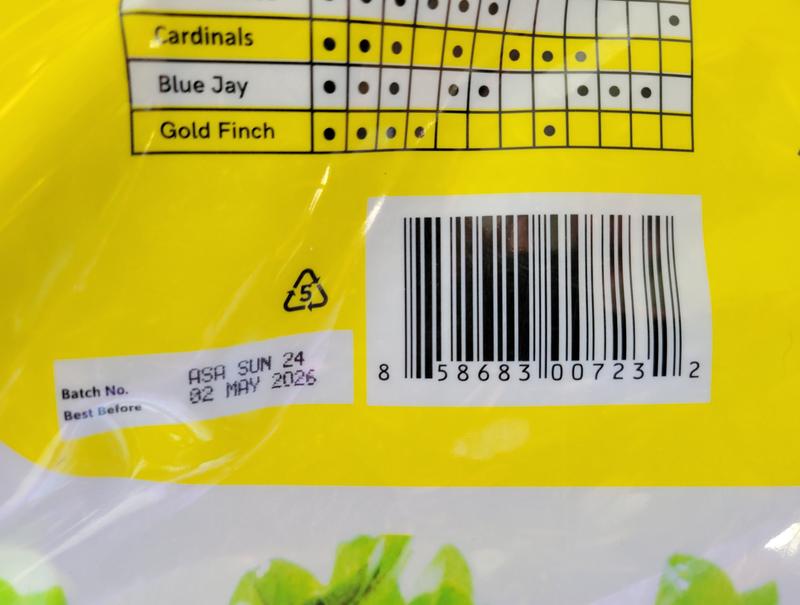 Cardinals
Blue Jay
Gold Finch
5
Batch No. ASA SUN 24
Best Before 02 MAY 2026
8 58683 00723 2